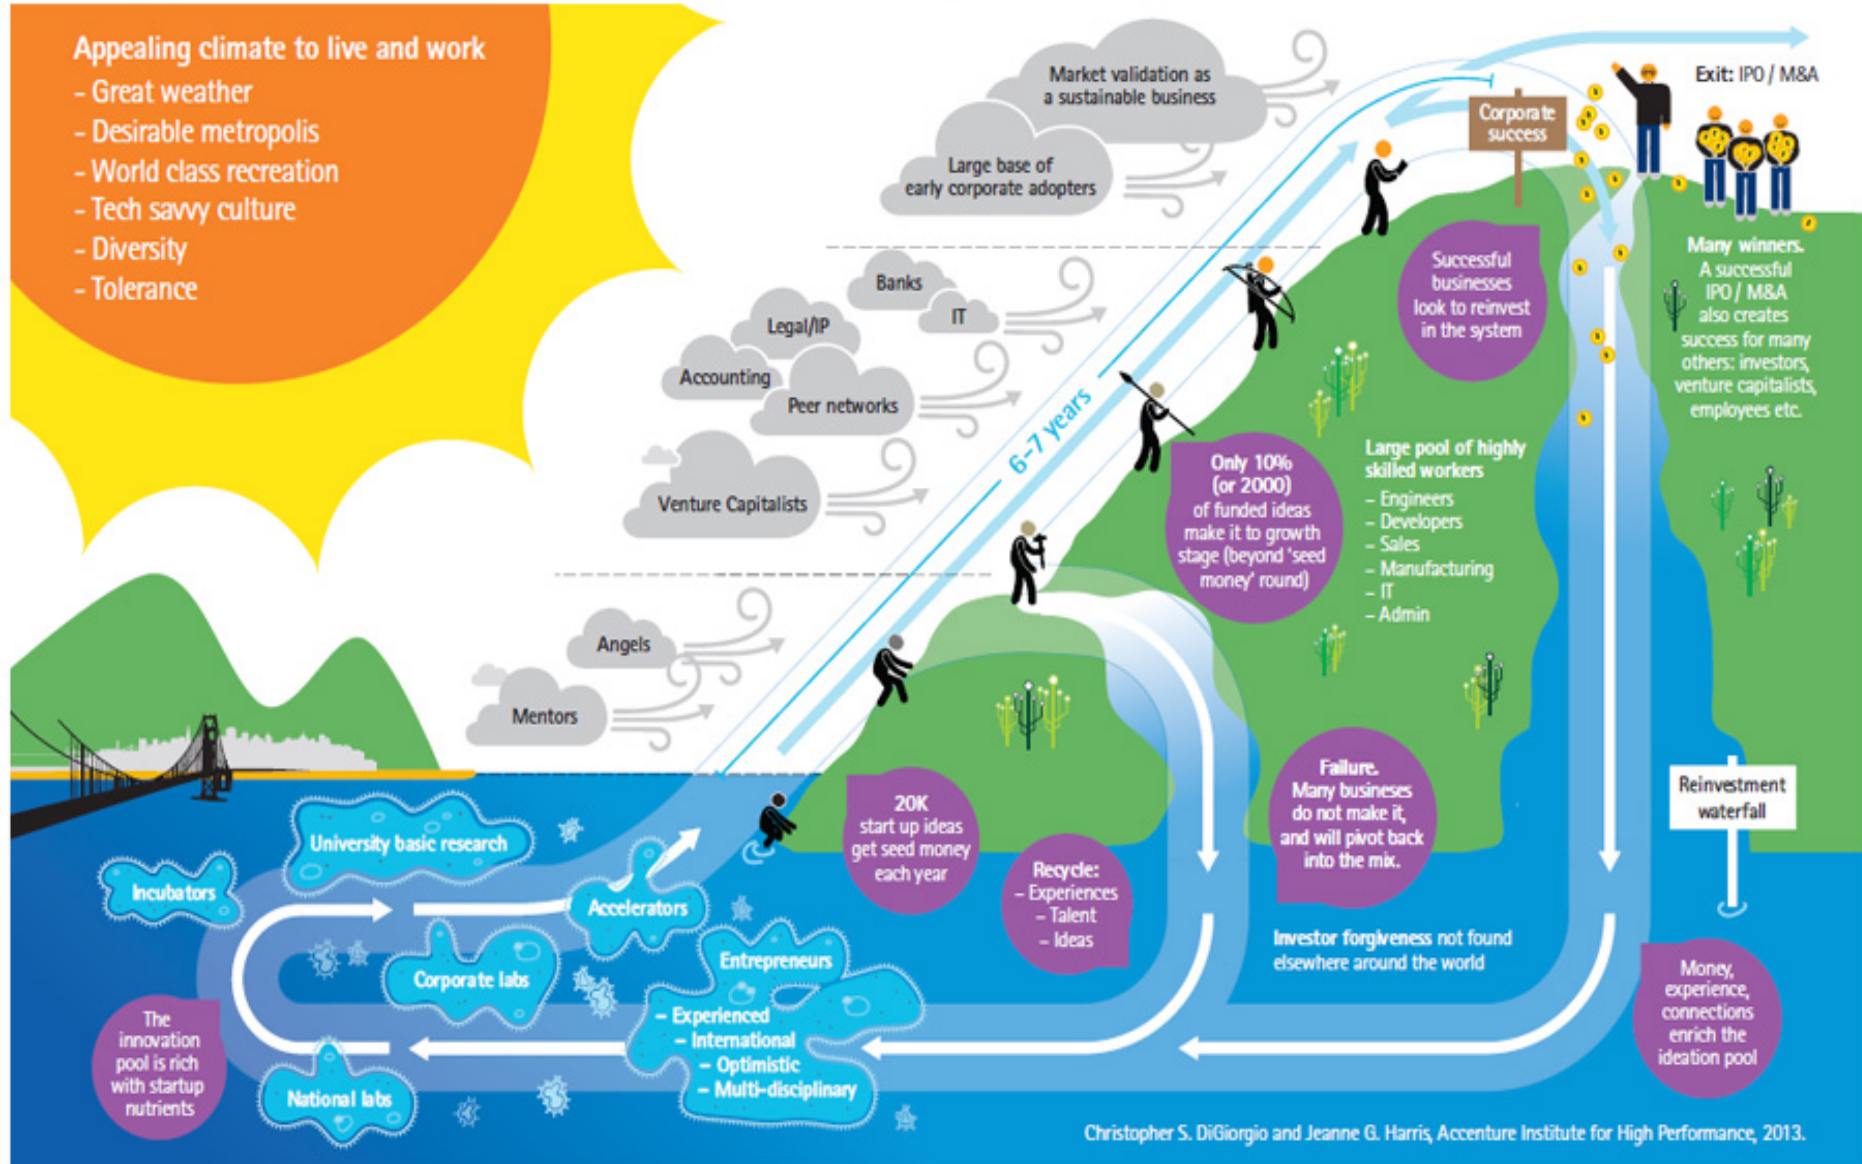 Appealing climate to live and work
- Great weather
- Desirable metropolis
- World class recreation
- Tech savvy culture
- Diversity
- Tolerance
Market validation as
a sustainable business
Large base of
early corporate adopters
Banks
IT
Legal/IP
Accounting
Peer networks
Venture Capitalists
Angels
Mentors
6–7 years
Corporate
success
Exit: IPO / M&A
Many winners.
A successful
IPO / M&A
also creates
success for many
others: investors,
venture capitalists,
employees etc.
Successful
businesses
look to reinvest
in the system
Only 10%
(or 2000)
of funded ideas
make it to growth
stage (beyond 'seed
money' round)
Large pool of highly
skilled workers
– Engineers
– Developers
– Sales
– Manufacturing
– IT
– Admin
20K
start up ideas
get seed money
each year
Recycle:
– Experiences
– Talent
– Ideas
Failure.
Many busineses
do not make it,
and will pivot back
into the mix.
Reinvestment
waterfall
Investor forgiveness not found
elsewhere around the world
Money,
experience,
connections
enrich the
ideation pool
University basic research
Incubators
Accelerators
Corporate labs
Entrepreneurs
– Experienced
– International
– Optimistic
– Multi-disciplinary
National labs
The
innovation
pool is rich
with startup
nutrients
Christopher S. DiGiorgio and Jeanne G. Harris, Accenture Institute for High Performance, 2013.